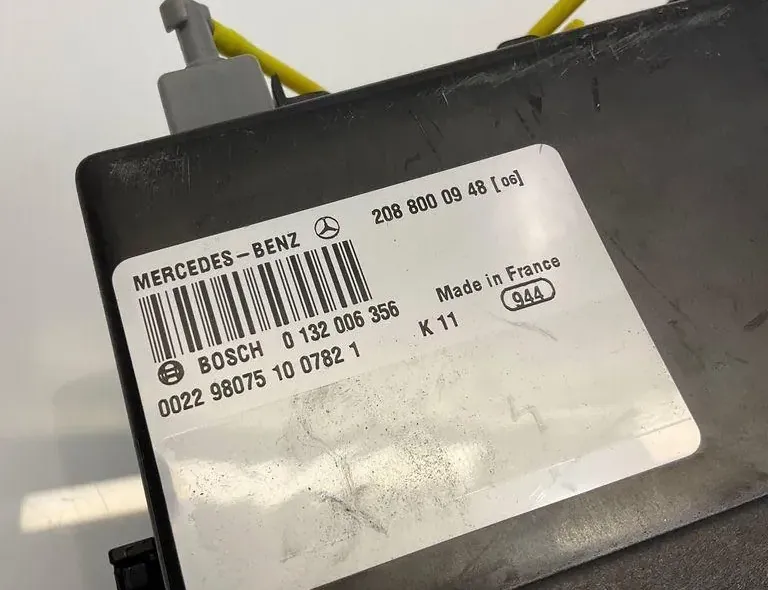 MERCEDES-BENZ 208 800 09 48 [06]
BOSCH 0 132 006 356 Made in France
0022 98075 10 0782 1 K 11 944